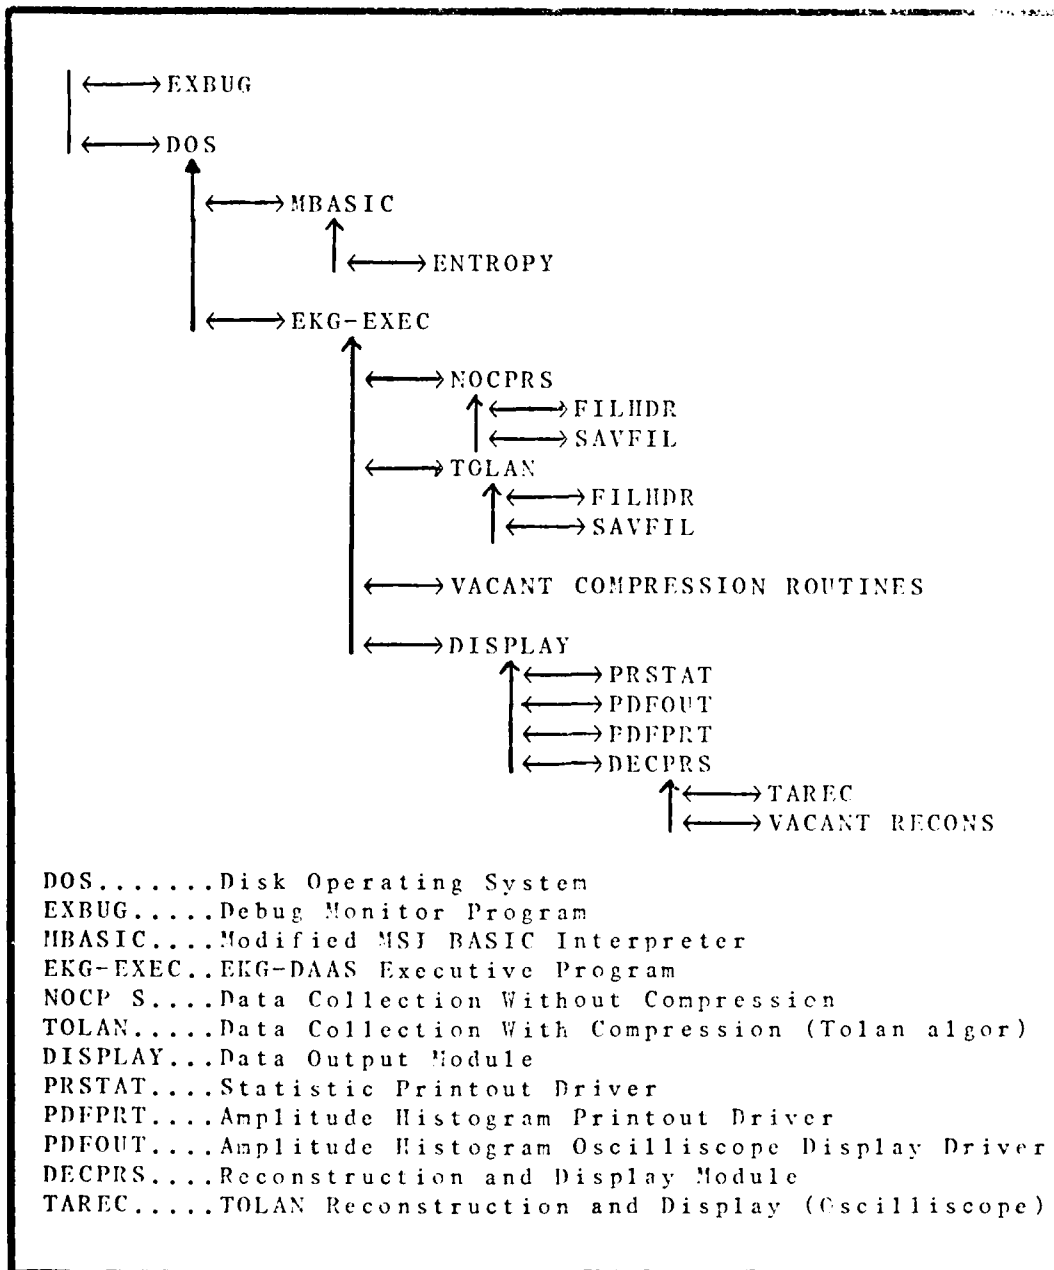 EXBUG
DOS
MBASIC
ENTROPY
EKG-EXEC
NOCPRS
FILHDR
SAVFIL
TOLAN
FILHDR
SAVFIL
VACANT COMPRESSION ROUTINES
DISPLAY
PRSTAT
PDFOUT
PDFPRT
DECPRS
TAREC
VACANT RECONS
DOS.......Disk Operating System
EXBUG.....Debug Monitor Program
MBASIC....Modified MSI BASIC Interpreter
EKG-EXEC..EKG-DAAS Executive Program
NOCP S....Data Collection Without Compression
TOLAN.....Data Collection With Compression (Tolan algor)
DISPLAY...Data Output Module
PRSTAT....Statistic Printout Driver
PDFPRT....Amplitude Histogram Printout Driver
PDFOUT....Amplitude Histogram Oscilliscope Display Driver
DECPRS....Reconstruction and Display Module
TAREC.....TOLAN Reconstruction and Display (Oscilliscope)